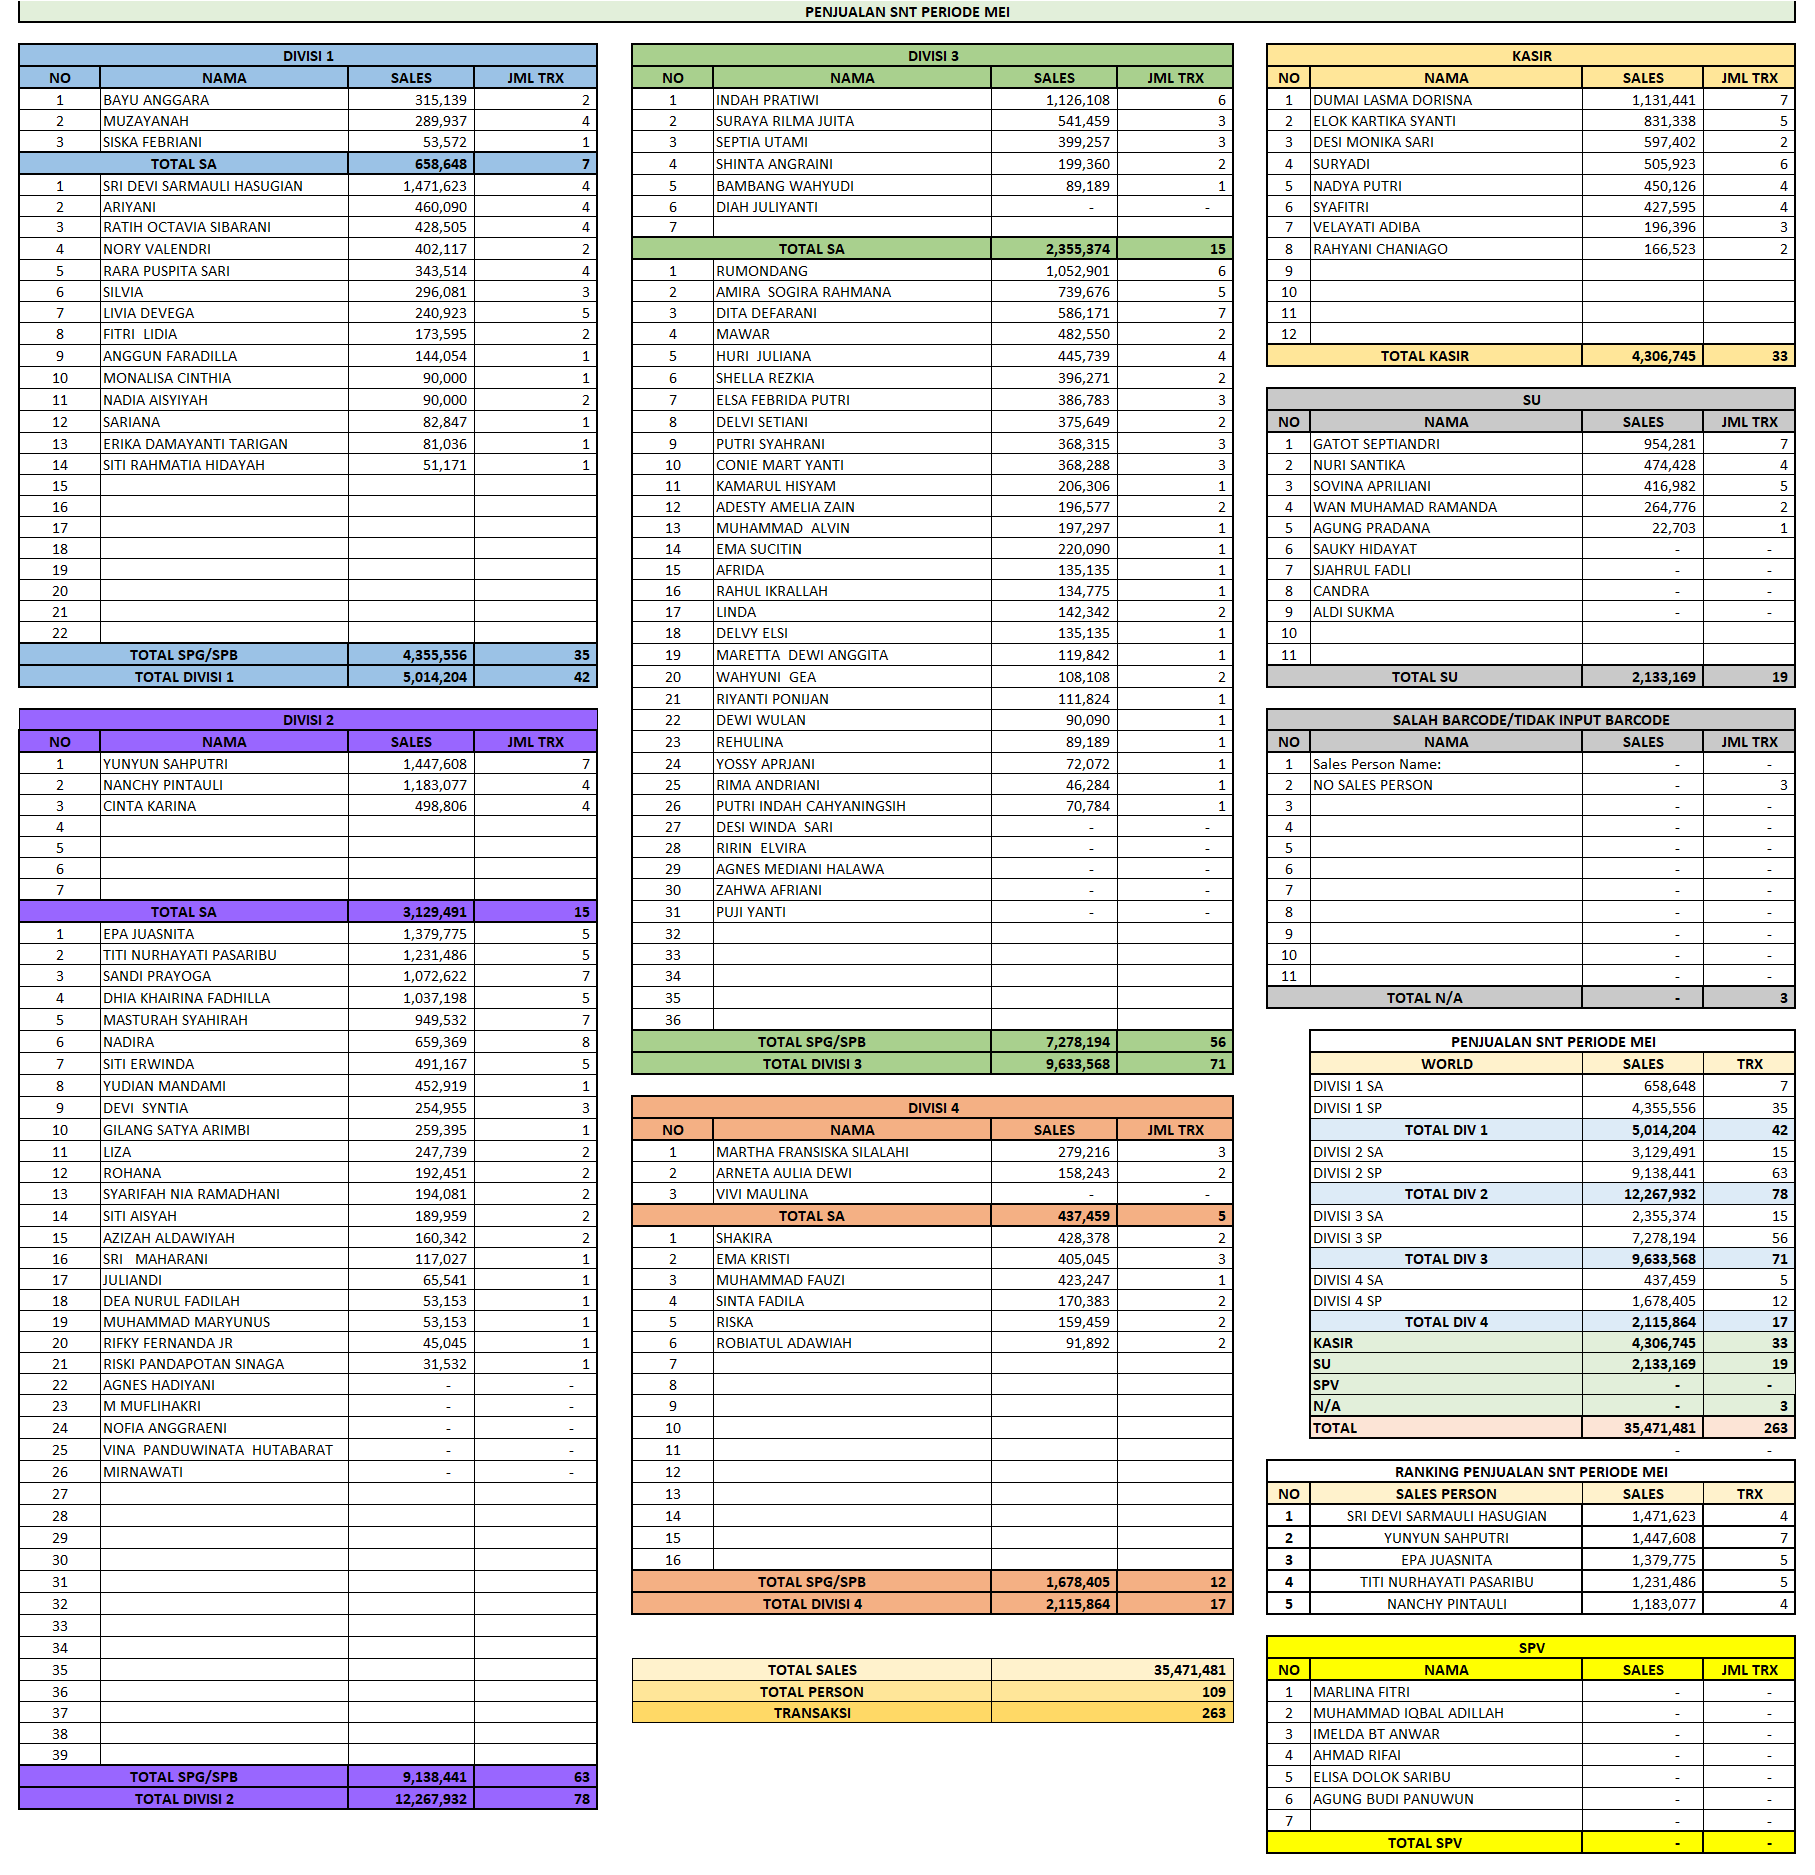 PENJUALAN SNT PERIODE MEI
DIVISI 1
NO NAMA SALES JML TRX
1 BAYU ANGGARA 315,139 2
2 MUZAYANAH 289,937 4
3 SISKA FEBRIANI 53,572 1
TOTAL SA 658,648 7
1 SRI DEVI SARMAULI HASUGIAN 1,471,623 4
2 ARIYANI 460,090 4
3 RATIH OCTAVIA SIBARANI 428,505 4
4 NORY VALENDRI 402,117 2
5 RARA PUSPITA SARI 343,514 4
6 SILVIA 296,081 3
7 LIVIA DEVEGA 240,923 5
8 FITRI  LIDIA 173,595 2
9 ANGGUN FARADILLA 144,054 1
10 MONALISA CINTHIA 90,000 1
11 NADIA AISYIYAH 90,000 2
12 SARIANA 82,847 1
13 ERIKA DAMAYANTI TARIGAN 81,036 1
14 SITI RAHMATIA HIDAYAH 51,171 1
15
16
17
18
19
20
21
22
TOTAL SPG/SPB 4,355,556 35
TOTAL DIVISI 1 5,014,204 42
DIVISI 2
NO NAMA SALES JML TRX
1 YUNYUN SAHPUTRI 1,447,608 7
2 NANCHY PINTAULI 1,183,077 4
3 CINTA KARINA 498,806 4
4
5
6
7
TOTAL SA 3,129,491 15
1 EPA JUASNITA 1,379,775 5
2 TITI NURHAYATI PASARIBU 1,231,486 5
3 SANDI PRAYOGA 1,072,622 7
4 DHIA KHAIRINA FADHILLA 1,037,198 5
5 MASTURAH SYAHIRAH 949,532 7
6 NADIRA 659,369 8
7 SITI ERWINDA 491,167 5
8 YUDIAN MANDAMI 452,919 1
9 DEVI  SYNTIA 254,955 3
10 GILANG SATYA ARIMBI 259,395 1
11 LIZA 247,739 2
12 ROHANA 192,451 2
13 SYARIFAH NIA RAMADHANI 194,081 2
14 SITI AISYAH 189,959 2
15 AZIZAH ALDAWIYAH 160,342 2
16 SRI   MAHARANI 117,027 1
17 JULIANDI 65,541 1
18 DEA NURUL FADILAH 53,153 1
19 MUHAMMAD MARYUNUS 53,153 1
20 RIFKY FERNANDA JR 45,045 1
21 RISKI PANDAPOTAN SINAGA 31,532 1
22 AGNES HADIYANI - -
23 M MUFLIHAKRI - -
24 NOFIA ANGGRAENI - -
25 VINA  PANDUWINATA  HUTABARAT - -
26 MIRNAWATI - -
27
28
29
30
31
32
33
34
35
36
37
38
39
TOTAL SPG/SPB 9,138,441 63
TOTAL DIVISI 2 12,267,932 78
DIVISI 3
NO NAMA SALES JML TRX
1 INDAH PRATIWI 1,126,108 6
2 SURAYA RILMA JUITA 541,459 3
3 SEPTIA UTAMI 399,257 3
4 SHINTA ANGRAINI 199,360 2
5 BAMBANG WAHYUDI 89,189 1
6 DIAH JULIYANTI - -
7
TOTAL SA 2,355,374 15
1 RUMONDANG 1,052,901 6
2 AMIRA  SOGIRA RAHMANA 739,676 5
3 DITA DEFARANI 586,171 7
4 MAWAR 482,550 2
5 HURI  JULIANA 445,739 4
6 SHELLA REZKIA 396,271 2
7 ELSA FEBRIDA PUTRI 386,783 3
8 DELVI SETIANI 375,649 2
9 PUTRI SYAHRANI 368,315 3
10 CONIE MART YANTI 368,288 3
11 KAMARUL HISYAM 206,306 1
12 ADESTY AMELIA ZAIN 196,577 2
13 MUHAMMAD  ALVIN 197,297 1
14 EMA SUCITIN 220,090 1
15 AFRIDA 135,135 1
16 RAHUL IKRALLAH 134,775 1
17 LINDA 142,342 2
18 DELVY ELSI 135,135 1
19 MARETTA  DEWI ANGGITA 119,842 1
20 WAHYUNI  GEA 108,108 2
21 RIYANTI PONIJAN 111,824 1
22 DEWI WULAN 90,090 1
23 REHULINA 89,189 1
24 YOSSY APRJANI 72,072 1
25 RIMA ANDRIANI 46,284 1
26 PUTRI INDAH CAHYANINGSIH 70,784 1
27 DESI WINDA  SARI - -
28 RIRIN  ELVIRA - -
29 AGNES MEDIANI HALAWA - -
30 ZAHWA AFRIANI - -
31 PUJI YANTI - -
32
33
34
35
36
TOTAL SPG/SPB 7,278,194 56
TOTAL DIVISI 3 9,633,568 71
DIVISI 4
NO NAMA SALES JML TRX
1 MARTHA FRANSISKA SILALAHI 279,216 3
2 ARNETA AULIA DEWI 158,243 2
3 VIVI MAULINA - -
TOTAL SA 437,459 5
1 SHAKIRA 428,378 2
2 EMA KRISTI 405,045 3
3 MUHAMMAD FAUZI 423,247 1
4 SINTA FADILA 170,383 2
5 RISKA 159,459 2
6 ROBIATUL ADAWIAH 91,892 2
7
8
9
10
11
12
13
14
15
16
TOTAL SPG/SPB 1,678,405 12
TOTAL DIVISI 4 2,115,864 17
TOTAL SALES 35,471,481
TOTAL PERSON 109
TRANSAKSI 263
KASIR
NO NAMA SALES JML TRX
1 DUMAI LASMA DORISNA 1,131,441 7
2 ELOK KARTIKA SYANTI 831,338 5
3 DESI MONIKA SARI 597,402 2
4 SURYADI 505,923 6
5 NADYA PUTRI 450,126 4
6 SYAFITRI 427,595 4
7 VELAYATI ADIBA 196,396 3
8 RAHYANI CHANIAGO 166,523 2
9
10
11
12
TOTAL KASIR 4,306,745 33
SU
NO NAMA SALES JML TRX
1 GATOT SEPTIANDRI 954,281 7
2 NURI SANTIKA 474,428 4
3 SOVINA APRILIANI 416,982 5
4 WAN MUHAMAD RAMANDA 264,776 2
5 AGUNG PRADANA 22,703 1
6 SAUKY HIDAYAT - -
7 SJAHRUL FADLI - -
8 CANDRA - -
9 ALDI SUKMA - -
10
11
TOTAL SU 2,133,169 19
SALAH BARCODE/TIDAK INPUT BARCODE
NO NAMA SALES JML TRX
1 Sales Person Name: - -
2 NO SALES PERSON - 3
3 - -
4 - -
5 - -
6 - -
7 - -
8 - -
9 - -
10 - -
11 - -
TOTAL N/A - 3
PENJUALAN SNT PERIODE MEI
WORLD SALES TRX
DIVISI 1 SA 658,648 7
DIVISI 1 SP 4,355,556 35
TOTAL DIV 1 5,014,204 42
DIVISI 2 SA 3,129,491 15
DIVISI 2 SP 9,138,441 63
TOTAL DIV 2 12,267,932 78
DIVISI 3 SA 2,355,374 15
DIVISI 3 SP 7,278,194 56
TOTAL DIV 3 9,633,568 71
DIVISI 4 SA 437,459 5
DIVISI 4 SP 1,678,405 12
TOTAL DIV 4 2,115,864 17
KASIR 4,306,745 33
SU 2,133,169 19
SPV - -
N/A - 3
TOTAL 35,471,481 263
- -
RANKING PENJUALAN SNT PERIODE MEI
NO SALES PERSON SALES TRX
1 SRI DEVI SARMAULI HASUGIAN 1,471,623 4
2 YUNYUN SAHPUTRI 1,447,608 7
3 EPA JUASNITA 1,379,775 5
4 TITI NURHAYATI PASARIBU 1,231,486 5
5 NANCHY PINTAULI 1,183,077 4
SPV
NO NAMA SALES JML TRX
1 MARLINA FITRI - -
2 MUHAMMAD IQBAL ADILLAH - -
3 IMELDA BT ANWAR - -
4 AHMAD RIFAI - -
5 ELISA DOLOK SARIBU - -
6 AGUNG BUDI PANUWUN - -
7 - -
TOTAL SPV - -